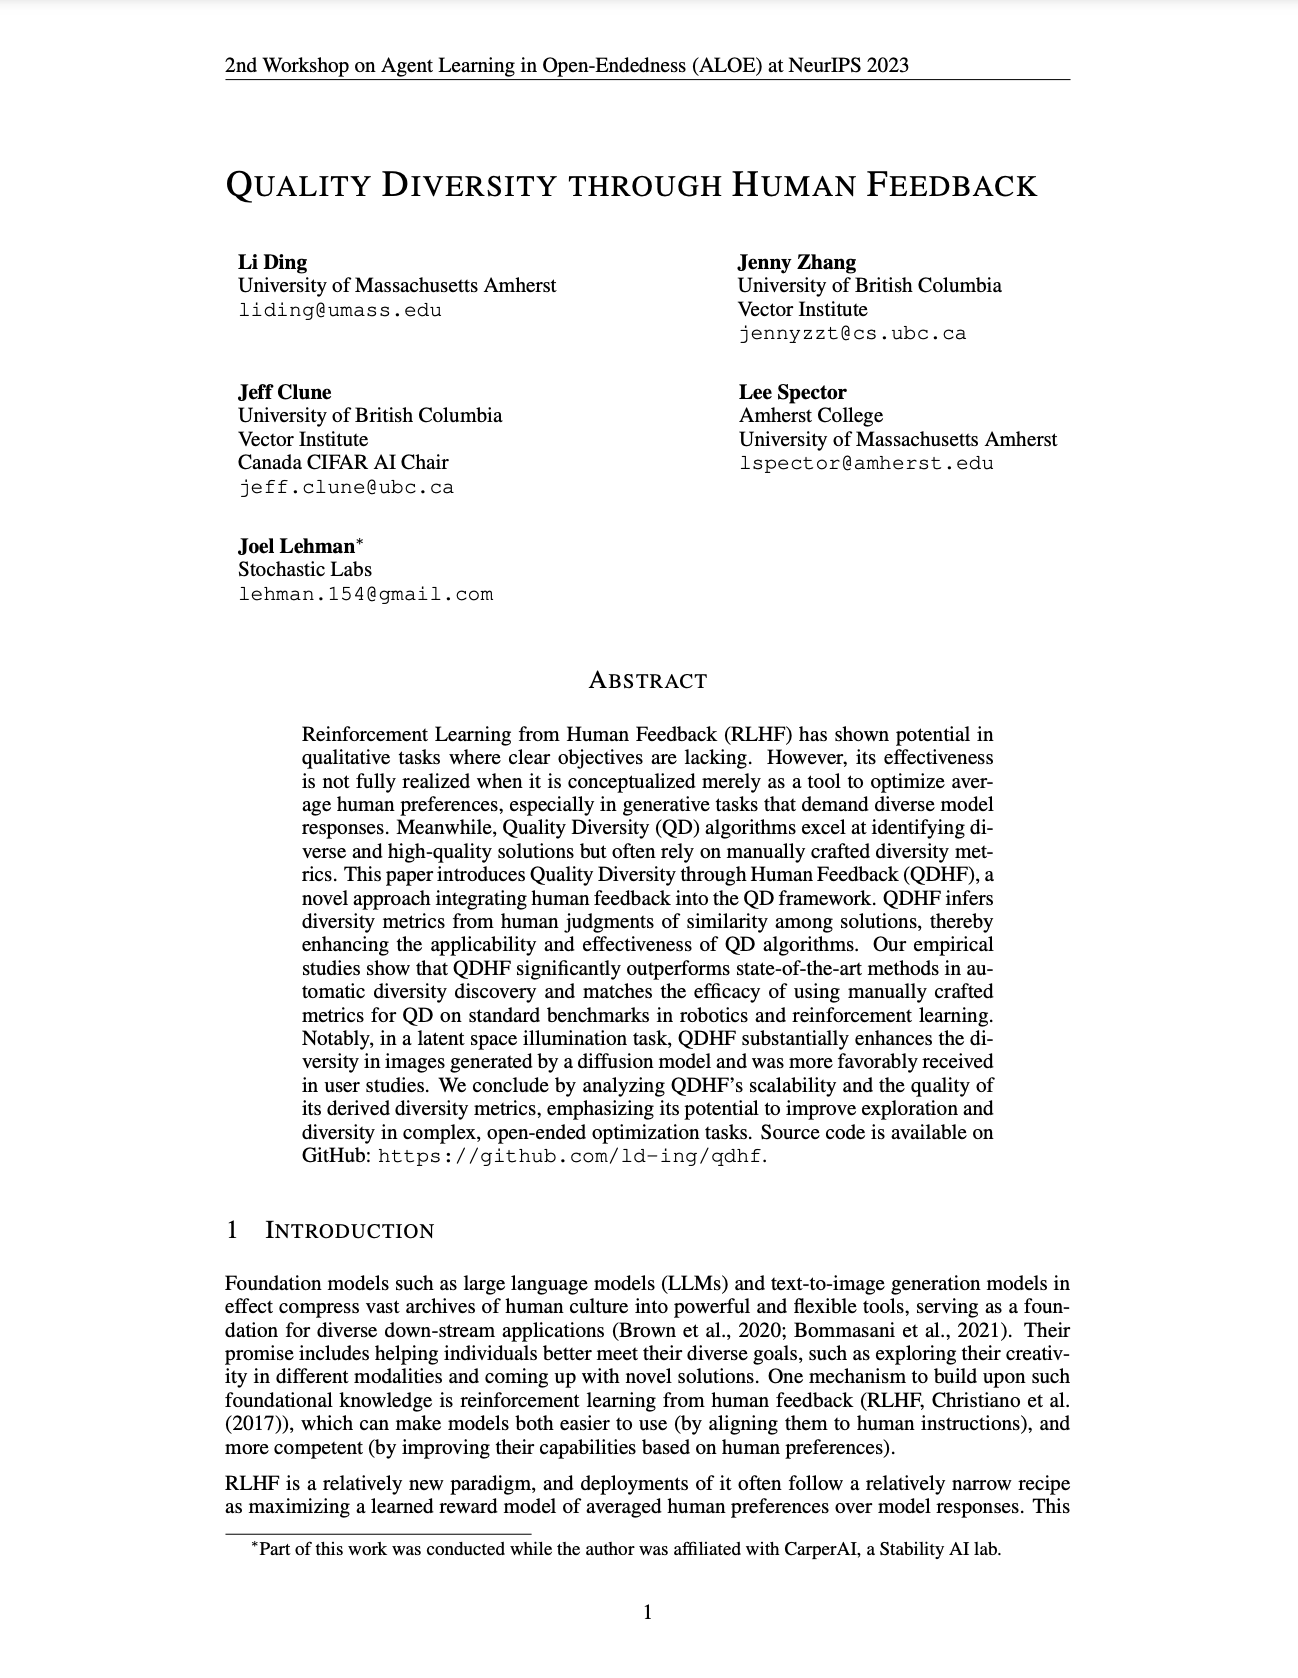 2nd Workshop on Agent Learning in Open-Endedness (ALOE) at NeurIPS 2023
QUALITY DIVERSITY THROUGH HUMAN FEEDBACK
Li Ding
University of Massachusetts Amherst
liding@umass.edu
Jenny Zhang
University of British Columbia
Vector Institute
jennyzzt@cs.ubc.ca
Jeff Clune
University of British Columbia
Vector Institute
Canada CIFAR AI Chair
jeff.clune@ubc.ca
Lee Spector
Amherst College
University of Massachusetts Amherst
lspector@amherst.edu
Joel Lehman*
Stochastic Labs
lehman.154@gmail.com
ABSTRACT
Reinforcement Learning from Human Feedback (RLHF) has shown potential in
qualitative tasks where clear objectives are lacking. However, its effectiveness
is not fully realized when it is conceptualized merely as a tool to optimize aver-
age human preferences, especially in generative tasks that demand diverse model
responses. Meanwhile, Quality Diversity (QD) algorithms excel at identifying di-
verse and high-quality solutions but often rely on manually crafted diversity met-
rics. This paper introduces Quality Diversity through Human Feedback (QDHF), a
novel approach integrating human feedback into the QD framework. QDHF infers
diversity metrics from human judgments of similarity among solutions, thereby
enhancing the applicability and effectiveness of QD algorithms. Our empirical
studies show that QDHF significantly outperforms state-of-the-art methods in au-
tomatic diversity discovery and matches the efficacy of using manually crafted
metrics for QD on standard benchmarks in robotics and reinforcement learning.
Notably, in a latent space illumination task, QDHF substantially enhances the di-
versity in images generated by a diffusion model and was more favorably received
in user studies. We conclude by analyzing QDHF's scalability and the quality of
its derived diversity metrics, emphasizing its potential to improve exploration and
diversity in complex, open-ended optimization tasks. Source code is available on
GitHub: https://github.com/ld-ing/qdhf.
1 INTRODUCTION
Foundation models such as large language models (LLMs) and text-to-image generation models in
effect compress vast archives of human culture into powerful and flexible tools, serving as a foun-
dation for diverse down-stream applications (Brown et al., 2020; Bommasani et al., 2021). Their
promise includes helping individuals better meet their diverse goals, such as exploring their creativ-
ity in different modalities and coming up with novel solutions. One mechanism to build upon such
foundational knowledge is reinforcement learning from human feedback (RLHF, Christiano et al.
(2017)), which can make models both easier to use (by aligning them to human instructions), and
more competent (by improving their capabilities based on human preferences).
RLHF is a relatively new paradigm, and deployments of it often follow a relatively narrow recipe
as maximizing a learned reward model of averaged human preferences over model responses. This
*Part of this work was conducted while the author was affiliated with CarperAI, a Stability AI lab.
1